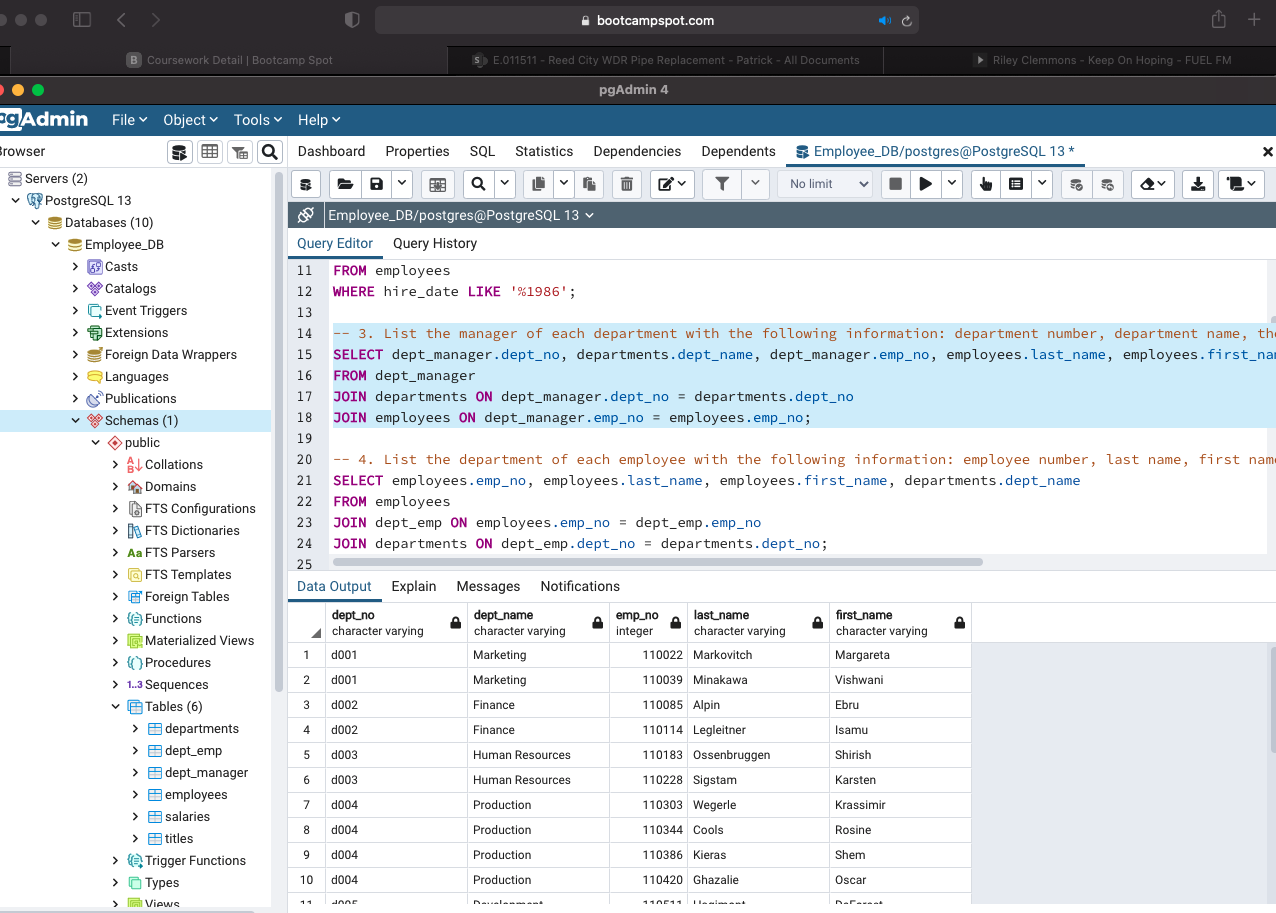 bootcampspot.com
B Coursework Detail | Bootcamp Spot
S E.011511 - Reed City WDR Pipe Replacement - Patrick - All Documents
Riley Clemmons - Keep On Hoping - FUEL FM
pgAdmin 4
pgAdmin File Object Tools Help
Browser
Dashboard Properties SQL Statistics Dependencies Dependents Employee_DB/postgres@PostgreSQL 13 *
No limit
Employee_DB/postgres@PostgreSQL 13
Query Editor Query History
Servers (2)
PostgreSQL 13
Databases (10)
Employee_DB
Casts
Catalogs
Event Triggers
Extensions
Foreign Data Wrappers
Languages
Publications
Schemas (1)
public
Collations
Domains
FTS Configurations
FTS Dictionaries
Aa FTS Parsers
FTS Templates
Foreign Tables
Functions
Materialized Views
Procedures
1..3 Sequences
Tables (6)
departments
dept_emp
dept_manager
employees
salaries
titles
Trigger Functions
Types
Views
11 FROM employees
12 WHERE hire_date LIKE '%1986';
13
14 -- 3. List the manager of each department with the following information: department number, department name, the
15 SELECT dept_manager.dept_no, departments.dept_name, dept_manager.emp_no, employees.last_name, employees.first_nam
16 FROM dept_manager
17 JOIN departments ON dept_manager.dept_no = departments.dept_no
18 JOIN employees ON dept_manager.emp_no = employees.emp_no;
19
20 -- 4. List the department of each employee with the following information: employee number, last name, first name
21 SELECT employees.emp_no, employees.last_name, employees.first_name, departments.dept_name
22 FROM employees
23 JOIN dept_emp ON employees.emp_no = dept_emp.emp_no
24 JOIN departments ON dept_emp.dept_no = departments.dept_no;
25
Data Output Explain Messages Notifications
dept_no dept_name emp_no last_name first_name
character varying character varying integer character varying character varying
1 d001 Marketing 110022 Markovitch Margareta
2 d001 Marketing 110039 Minakawa Vishwani
3 d002 Finance 110085 Alpin Ebru
4 d002 Finance 110114 Legleitner Isamu
5 d003 Human Resources 110183 Ossenbruggen Shirish
6 d003 Human Resources 110228 Sigstam Karsten
7 d004 Production 110303 Wegerle Krassimir
8 d004 Production 110344 Cools Rosine
9 d004 Production 110386 Kieras Shem
10 d004 Production 110420 Ghazalie Oscar
11 d005 Development 110511 Hagimont DeForest